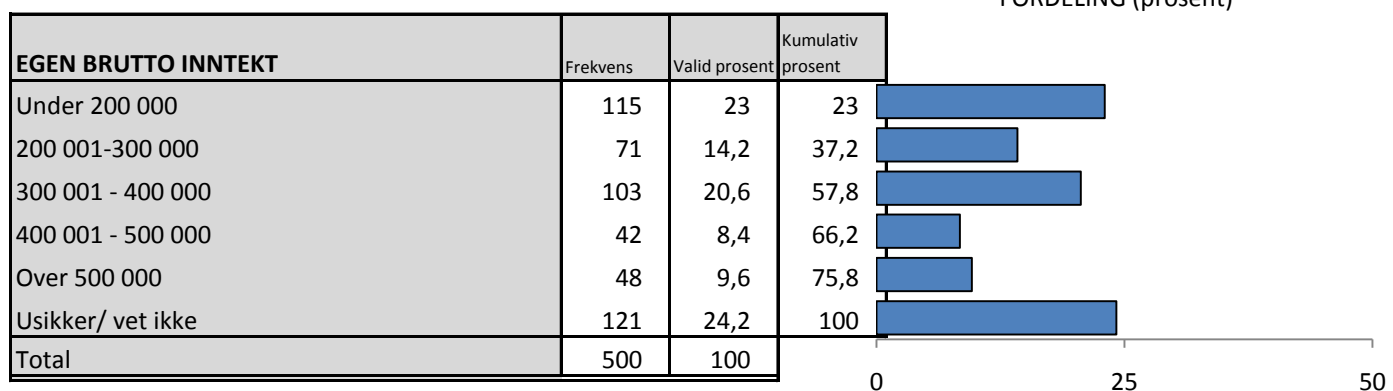 FORDELING (prosent)
EGEN BRUTTO INNTEKT Frekvens Valid prosent Kumulativ prosent
Under 200 000 115 23 23
200 001-300 000 71 14,2 37,2
300 001 - 400 000 103 20,6 57,8
400 001 - 500 000 42 8,4 66,2
Over 500 000 48 9,6 75,8
Usikker/ vet ikke 121 24,2 100
Total 500 100
0 25 50